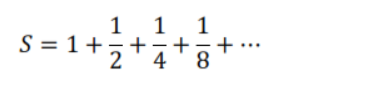 S = 1 + 1/2 + 1/4 + 1/8 + ⋯